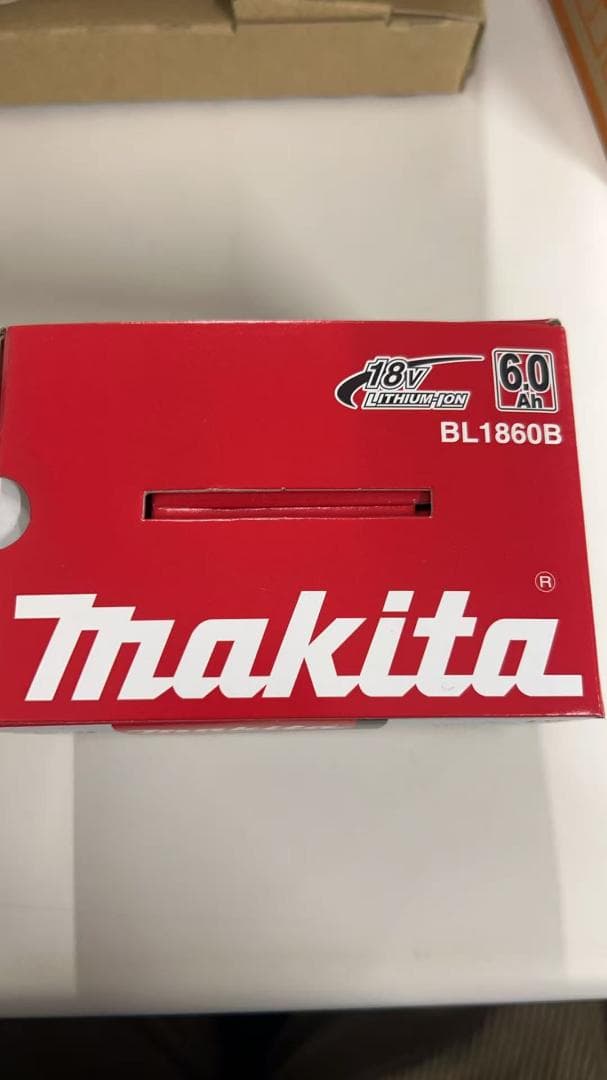 18V
LITHIUM-ION
6.0
Ah
BL1860B
makita®